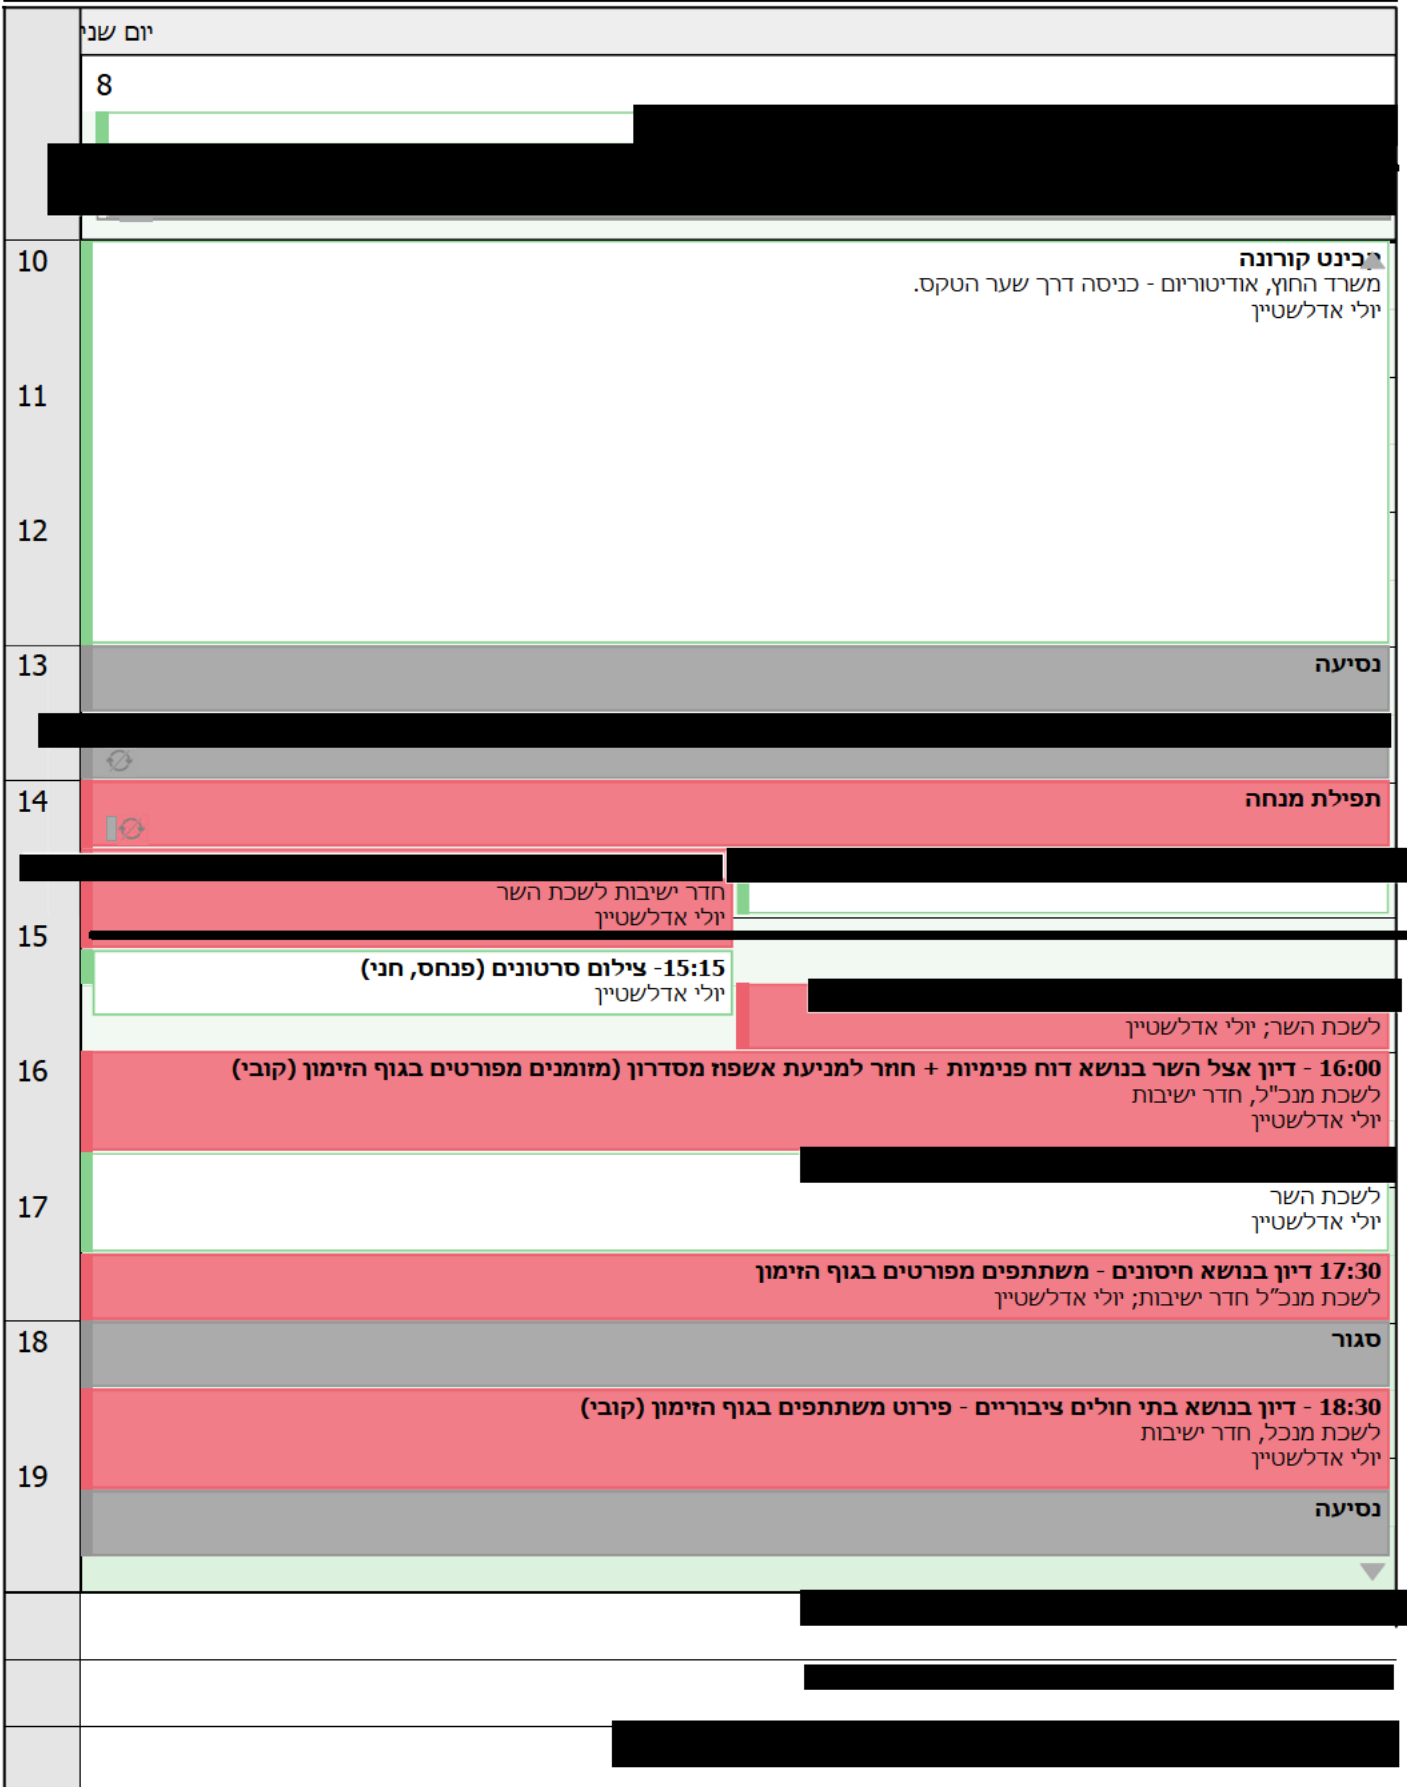 יום שני
8
10
קבינט קורונה
משרד החוץ, אודיטוריום - כניסה דרך שער הטקס.
יולי אדלשטיין
11
12
13
נסיעה
14
תפילת מנחה
חדר ישיבות לשכת השר
יולי אדלשטיין
15
15:15- צילום סרטונים (פנחס, חני)
יולי אדלשטיין
לשכת השר; יולי אדלשטיין
16
16:00 - דיון אצל השר בנושא דוח פנימיות + חוזר למניעת אשפוז מסדרון (מזומנים מפורטים בגוף הזימון (קובי)
לשכת מנכ"ל, חדר ישיבות
יולי אדלשטיין
17
לשכת השר
יולי אדלשטיין
17:30 דיון בנושא חיסונים - משתתפים מפורטים בגוף הזימון
לשכת מנכ״ל חדר ישיבות; יולי אדלשטיין
18
סגור
18:30 - דיון בנושא בתי חולים ציבוריים - פירוט משתתפים בגוף הזימון (קובי)
לשכת מנכל, חדר ישיבות
יולי אדלשטיין
19
נסיעה